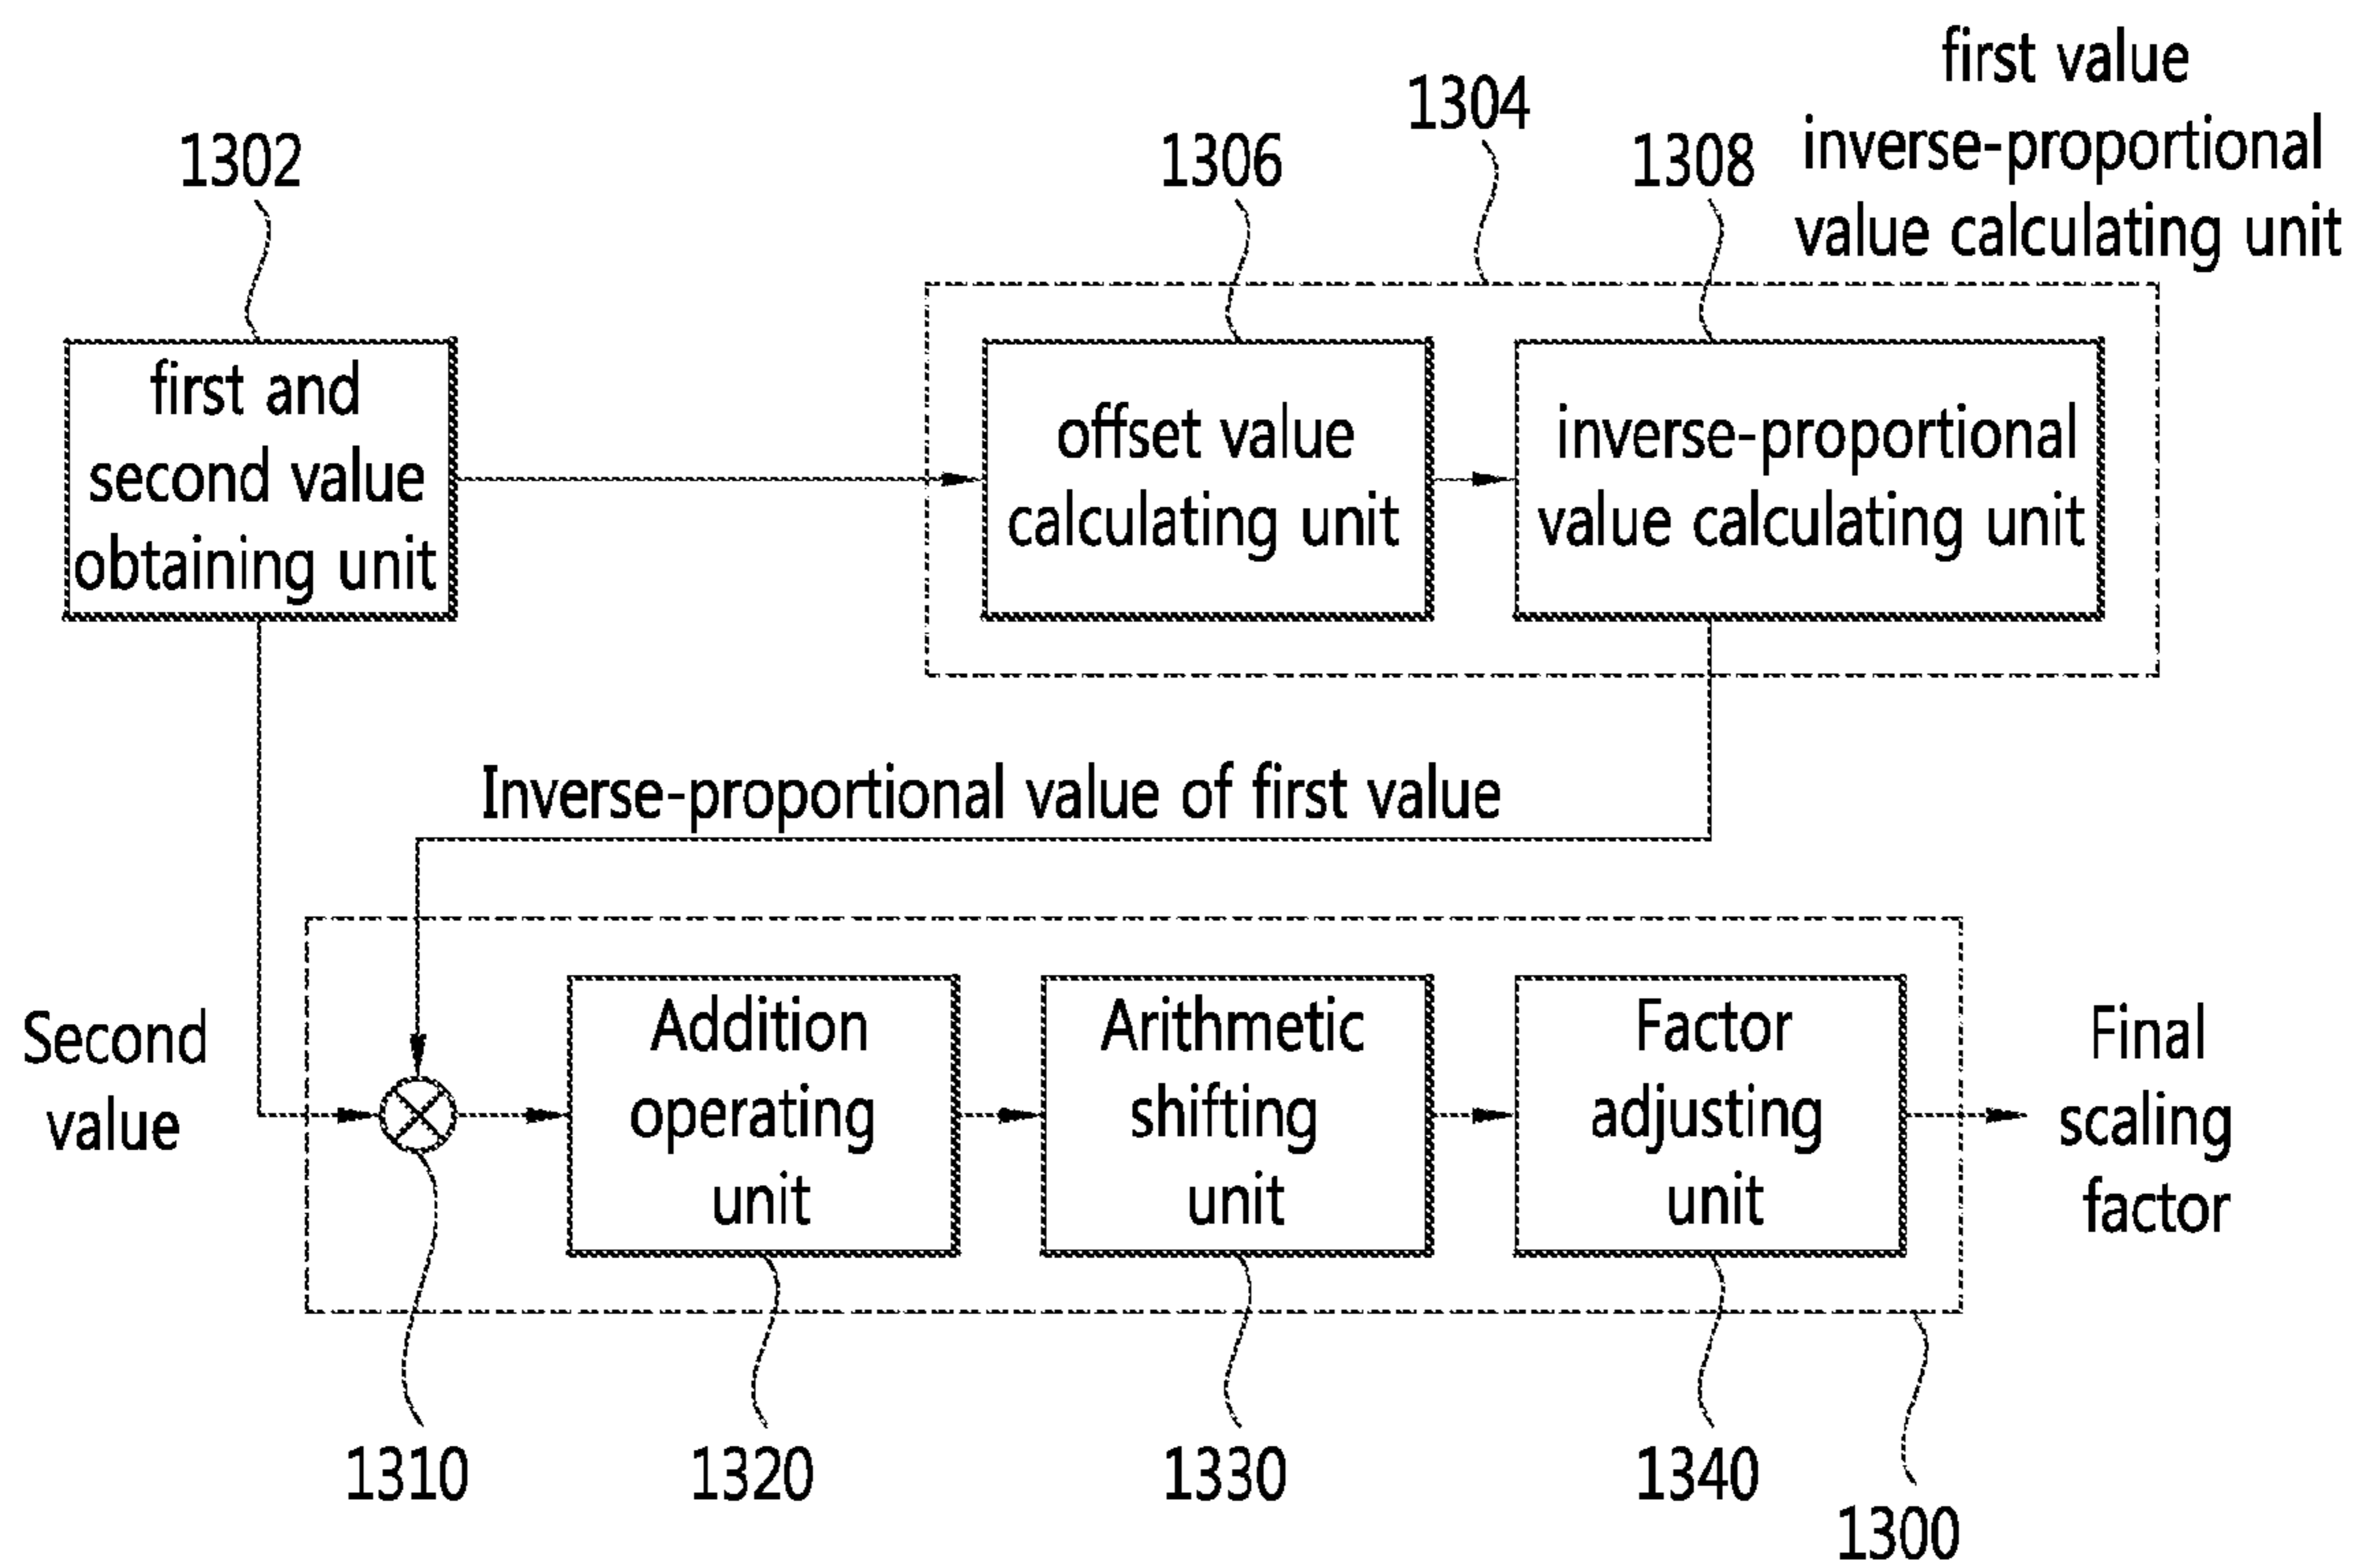 first value
inverse-proportional
value calculating unit
1304
1302
1306
1308
first and
second value
obtaining unit
offset value
calculating unit
inverse-proportional
value calculating unit
Inverse-proportional value of first value
Second
value
Addition
operating
unit
Arithmetic
shifting
unit
Factor
adjusting
unit
Final
scaling
factor
1310
1320
1330
1340
1300